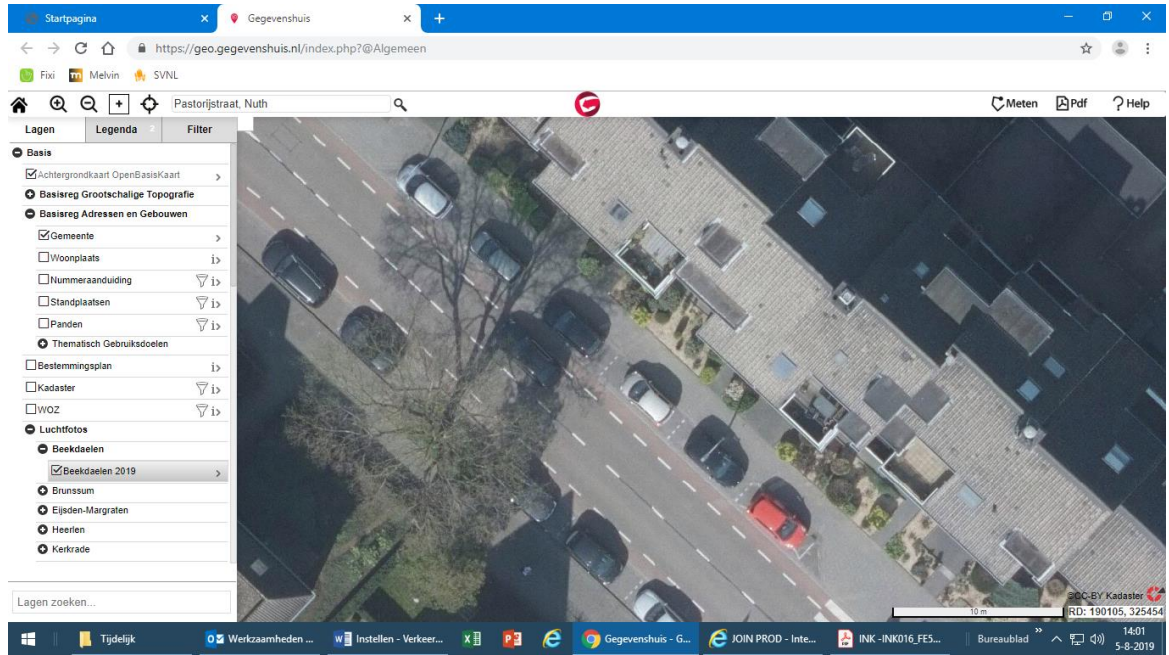 Startpagina
Gegevenshuis
https://geo.gegevenshuis.nl/index.php?@Algemeen
Fixi
Melvin
SVNL
Pastorijstraat, Nuth
Meten
Pdf
Help
Lagen
Legenda 2
Filter
Basis
Achtergrondkaart OpenBasisKaart
Basisreg Grootschalige Topografie
Basisreg Adressen en Gebouwen
Gemeente
Woonplaats
Nummeraanduiding
Standplaatsen
Panden
Thematisch Gebruiksdoelen
Bestemmingsplan
Kadaster
WOZ
Luchtfotos
Beekdaelen
Beekdaelen 2019
Brunssum
Eijsden-Margraten
Heerlen
Kerkrade
Lagen zoeken...
©CC-BY Kadaster
10 m
RD: 190105, 325454
Tijdelijk
Werkzaamheden ...
Instellen - Verkeer...
Gegevenshuis - G...
JOIN PROD - Inte...
INK -INK016_FE5...
Bureaublad
14:01
5-8-2019